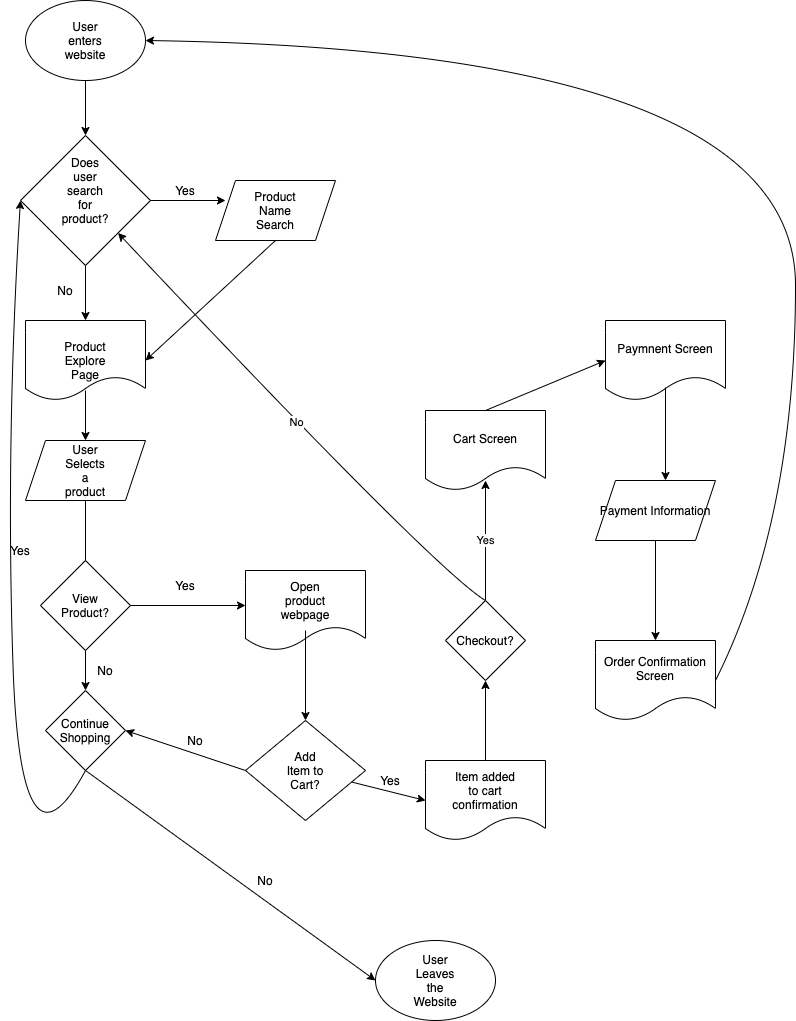 User
enters
website
Does
user
search
for
product?
Yes
Product
Name
Search
No
Product
Explore
Page
Paymnent Screen
No
Cart Screen
User
Selects
a
product
Payment Information
Yes
Yes
View
Product?
Yes
Open
product
webpage
Checkout?
Order Confirmation
Screen
No
Continue
Shopping
No
Add
Item to
Cart?
Yes
Item added
to cart
confirmation
No
User
Leaves
the
Website